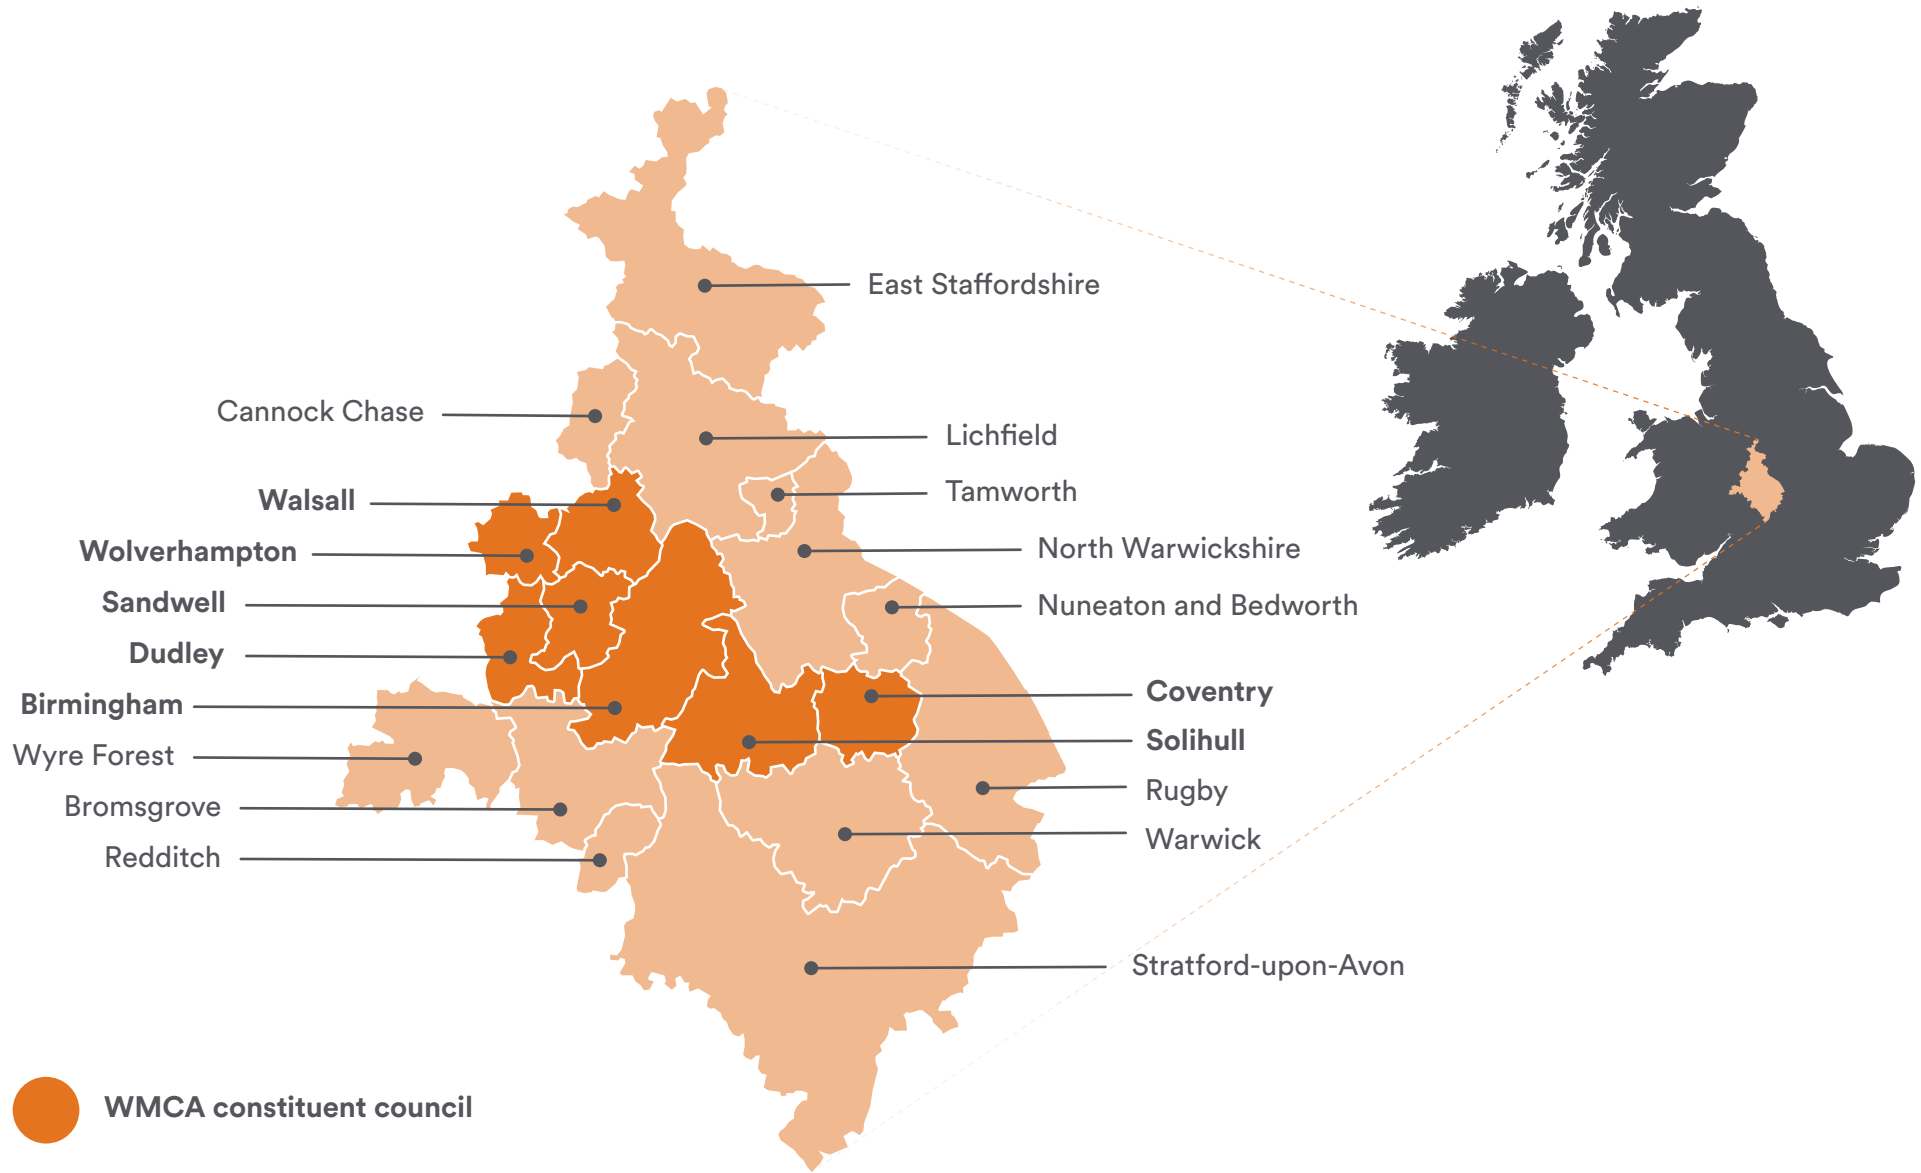 East Staffordshire
Cannock Chase
Lichfield
Walsall
Tamworth
Wolverhampton
North Warwickshire
Sandwell
Nuneaton and Bedworth
Dudley
Birmingham
Coventry
Wyre Forest
Solihull
Bromsgrove
Rugby
Redditch
Warwick
Stratford-upon-Avon
WMCA constituent council